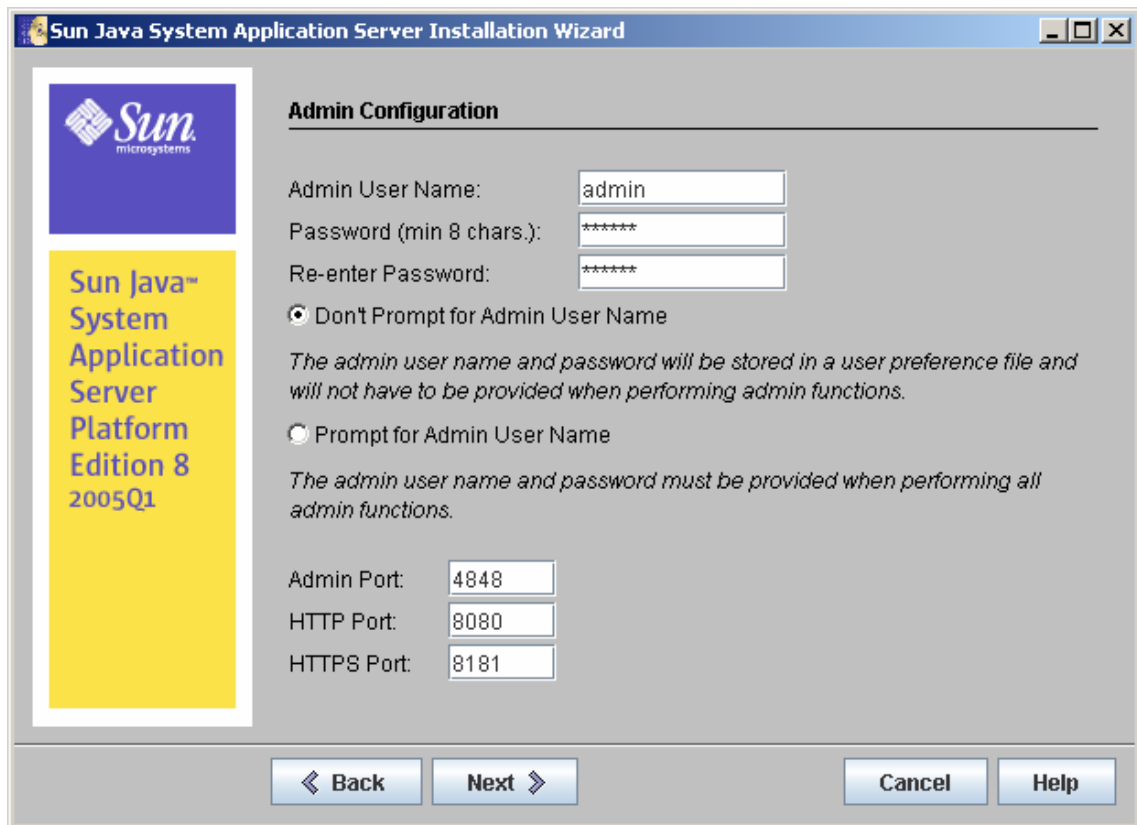 Sun Java System Application Server Installation Wizard
Sun
microsystems
Sun Java™
System
Application
Server
Platform
Edition 8
2005Q1
Admin Configuration
Admin User Name: admin
Password (min 8 chars.): ******
Re-enter Password: ******
Don't Prompt for Admin User Name
The admin user name and password will be stored in a user preference file and
will not have to be provided when performing admin functions.
Prompt for Admin User Name
The admin user name and password must be provided when performing all
admin functions.
Admin Port: 4848
HTTP Port: 8080
HTTPS Port: 8181
Back Next Cancel Help